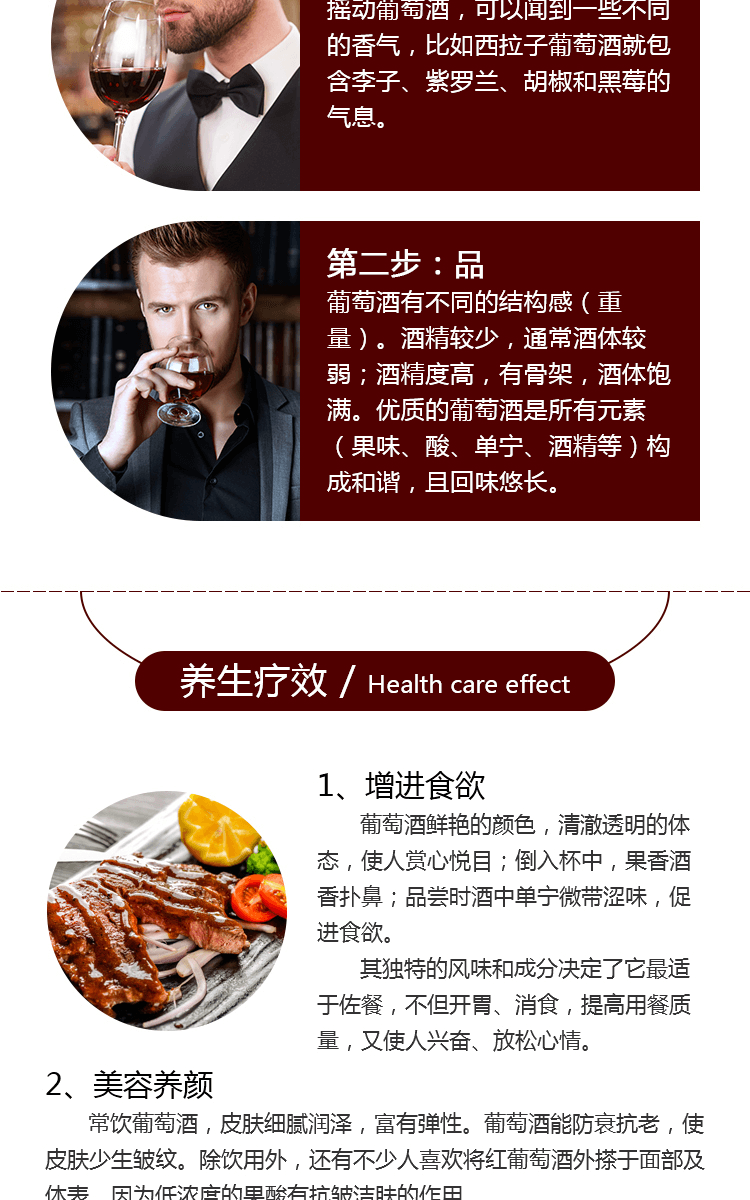 摇动葡萄酒，可以闻到一些不同
的香气，比如西拉子葡萄酒就包
含李子、紫罗兰、胡椒和黑莓的
气息。
第二步：品
葡萄酒有不同的结构感（重
量）。酒精较少，通常酒体较
弱；酒精度高，有骨架，酒体饱
满。优质的葡萄酒是所有元素
（果味、酸、单宁、酒精等）构
成和谐，且回味悠长。
养生疗效 / Health care effect
1、增进食欲
葡萄酒鲜艳的颜色，清澈透明的体
态，使人赏心悦目；倒入杯中，果香酒
香扑鼻；品尝时酒中单宁微带涩味，促
进食欲。
其独特的风味和成分决定了它最适
于佐餐，不但开胃、消食，提高用餐质
量，又使人兴奋、放松心情。
2、美容养颜
常饮葡萄酒，皮肤细腻润泽，富有弹性。葡萄酒能防衰抗老，使
皮肤少生皱纹。除饮用外，还有不少人喜欢将红葡萄酒外搽于面部及
体表，因为低浓度的果酸有抗皱洁肤的作用